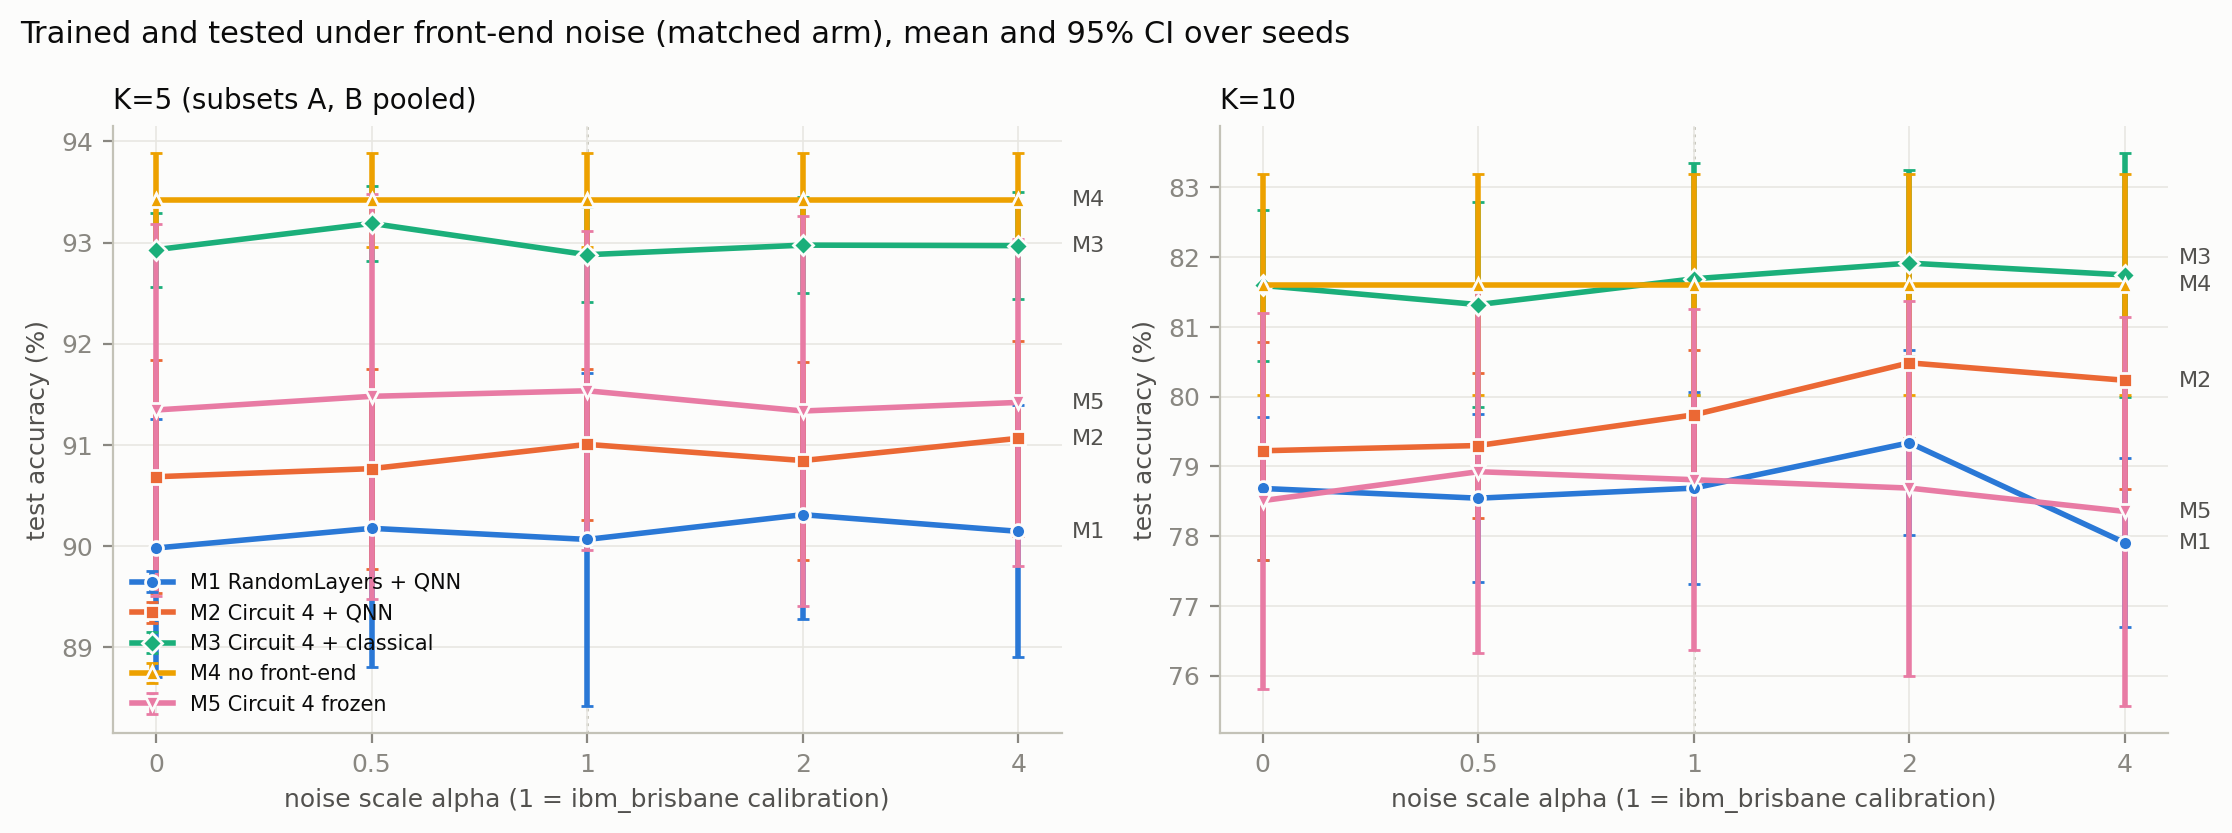 Trained and tested under front-end noise (matched arm), mean and 95% CI over seeds
K=5 (subsets A, B pooled)
94
93
92
91
90
89
test accuracy (%)
M4
M3
M5
M2
M1
M1 RandomLayers + QNN
M2 Circuit 4 + QNN
M3 Circuit 4 + classical
M4 no front-end
M5 Circuit 4 frozen
0
0.5
1
2
4
noise scale alpha (1 = ibm_brisbane calibration)
K=10
83
82
81
80
79
78
77
76
test accuracy (%)
M3
M4
M2
M5
M1
0
0.5
1
2
4
noise scale alpha (1 = ibm_brisbane calibration)